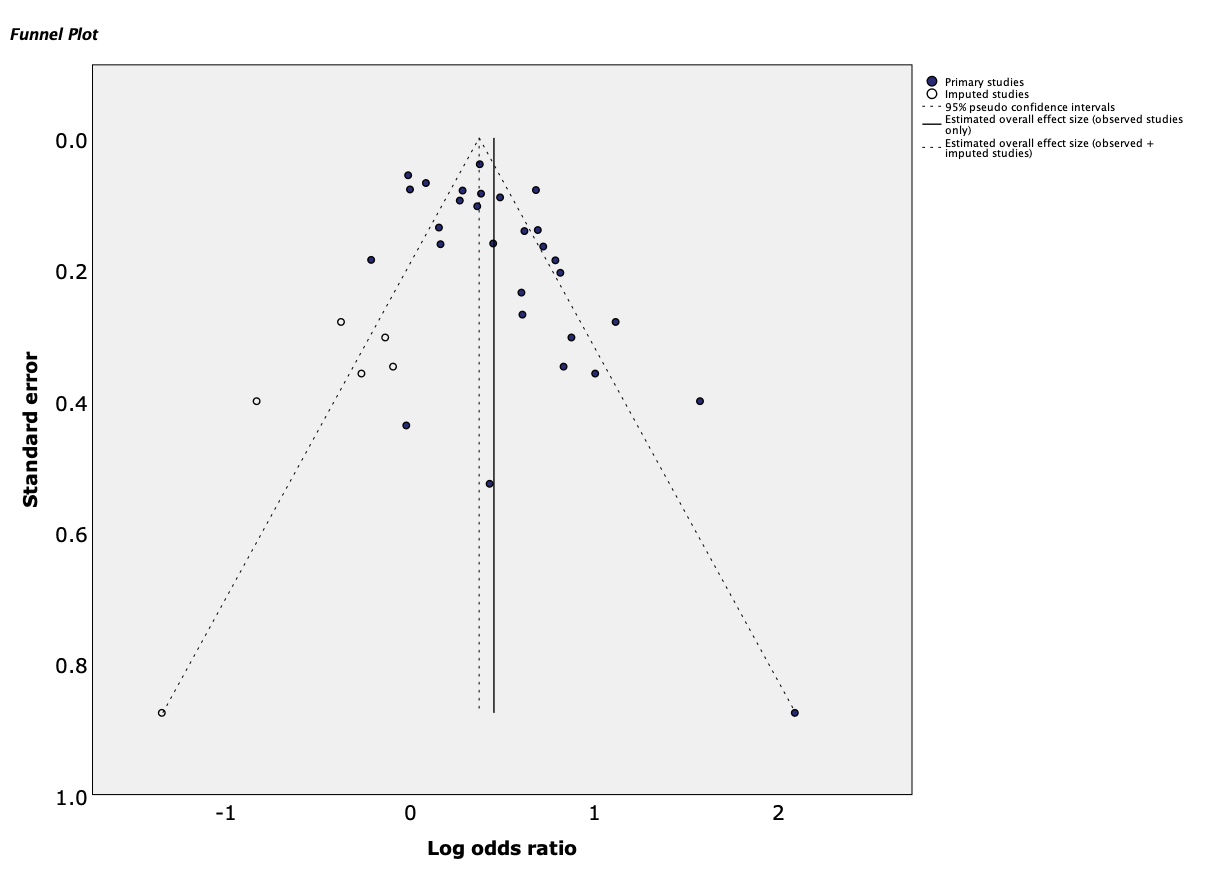 Funnel Plot
Primary studies
Imputed studies
95% pseudo confidence intervals
Estimated overall effect size (observed studies
only)
Estimated overall effect size (observed +
imputed studies)
Standard error
0.0
0.2
0.4
0.6
0.8
1.0
-1 0 1 2
Log odds ratio